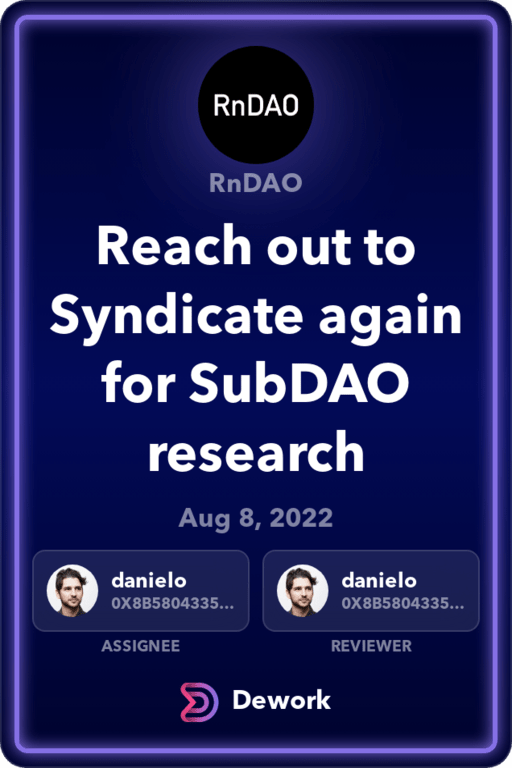 RnDAO
RnDAO
Reach out to
Syndicate again
for SubDAO
research
Aug 8, 2022
danielo
0X8B5804335...
ASSIGNEE
danielo
0X8B5804335...
REVIEWER
Dework